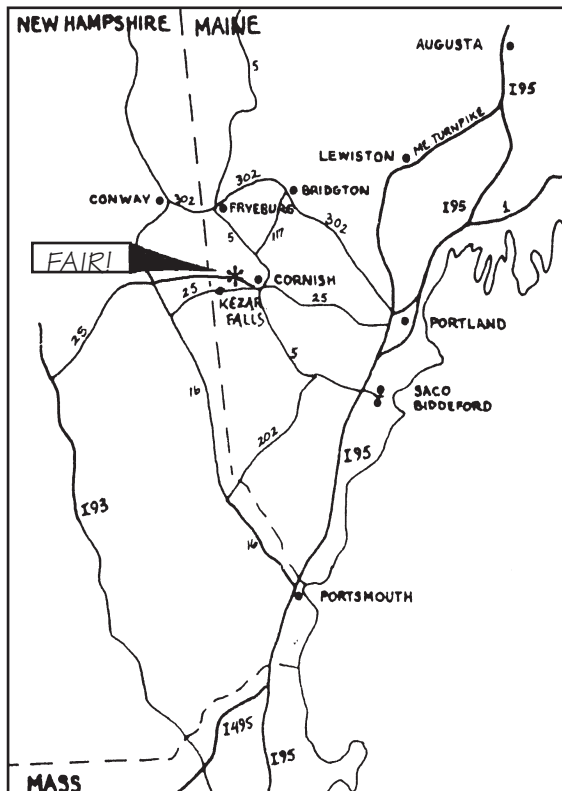 NEW HAMPSHIRE
MAINE
AUGUSTA
5
I95
ME TURNPIKE
LEWISTON
302
302
BRIDGTON
CONWAY
FRYEBURG
I95
1
117
302
5
FAIR!
CORNISH
25
25
KEZAR
FALLS
PORTLAND
25
5
16
SACO
BIDDEFORD
202
I95
I93
16
PORTSMOUTH
I495
I95
MASS